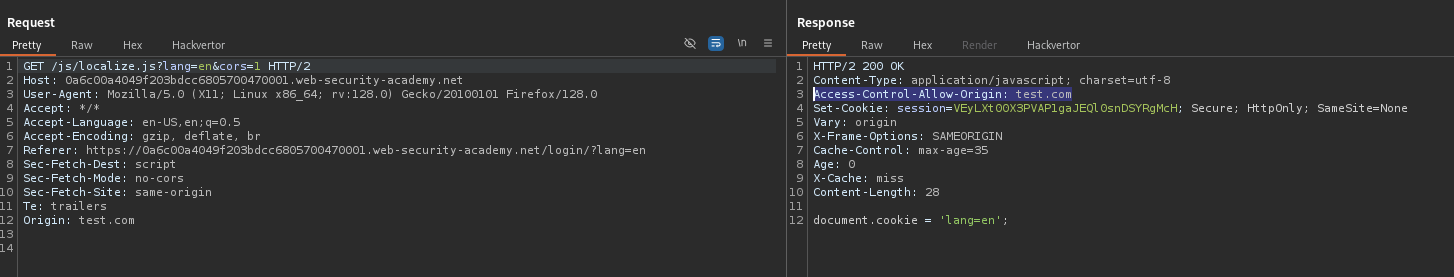 Request
Pretty Raw Hex Hackvertor \n
1 GET /js/localize.js?lang=en&cors=1 HTTP/2
2 Host: 0a6c00a4049f203bdcc6805700470001.web-security-academy.net
3 User-Agent: Mozilla/5.0 (X11; Linux x86_64; rv:128.0) Gecko/20100101 Firefox/128.0
4 Accept: */*
5 Accept-Language: en-US,en;q=0.5
6 Accept-Encoding: gzip, deflate, br
7 Referer: https://0a6c00a4049f203bdcc6805700470001.web-security-academy.net/login/?lang=en
8 Sec-Fetch-Dest: script
9 Sec-Fetch-Mode: no-cors
10 Sec-Fetch-Site: same-origin
11 Te: trailers
12 Origin: test.com
13
14
Response
Pretty Raw Hex Render Hackvertor
1 HTTP/2 200 OK
2 Content-Type: application/javascript; charset=utf-8
3 Access-Control-Allow-Origin: test.com
4 Set-Cookie: session=VEyLXt0OX3PVAP1gaJEQlOsnDSYRgMcH; Secure; HttpOnly; SameSite=None
5 Vary: origin
6 X-Frame-Options: SAMEORIGIN
7 Cache-Control: max-age=35
8 Age: 0
9 X-Cache: miss
10 Content-Length: 28
11
12 document.cookie = 'lang=en';